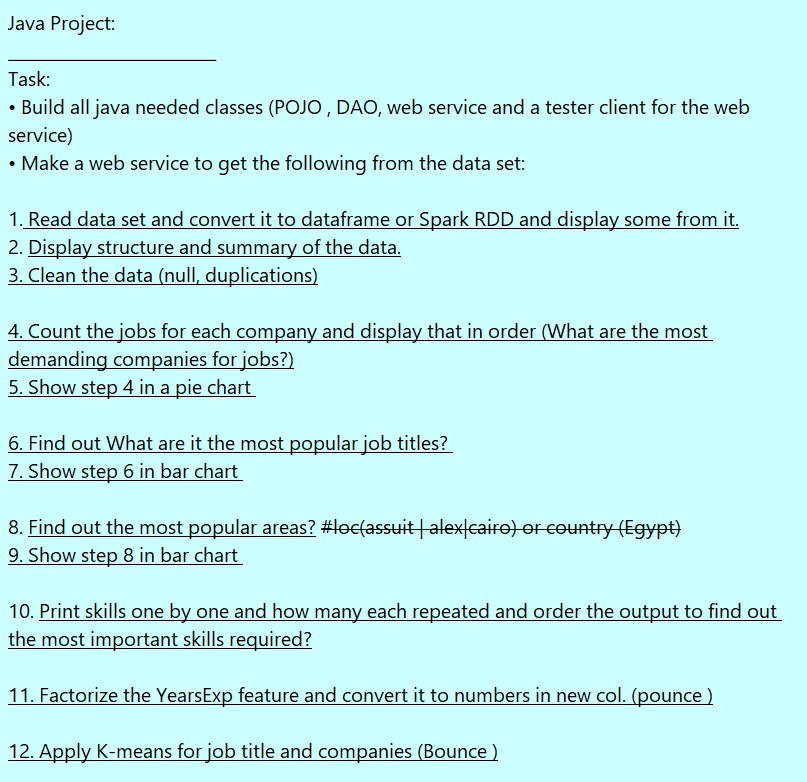 Java Project:
Task:
• Build all java needed classes (POJO , DAO, web service and a tester client for the web
service)
• Make a web service to get the following from the data set:
1. Read data set and convert it to dataframe or Spark RDD and display some from it.
2. Display structure and summary of the data.
3. Clean the data (null, duplications)
4. Count the jobs for each company and display that in order (What are the most
demanding companies for jobs?)
5. Show step 4 in a pie chart
6. Find out What are it the most popular job titles?
7. Show step 6 in bar chart
8. Find out the most popular areas? #loc(assuit | alex|cairo) or country (Egypt)
9. Show step 8 in bar chart
10. Print skills one by one and how many each repeated and order the output to find out
the most important skills required?
11. Factorize the YearsExp feature and convert it to numbers in new col. (pounce )
12. Apply K-means for job title and companies (Bounce )